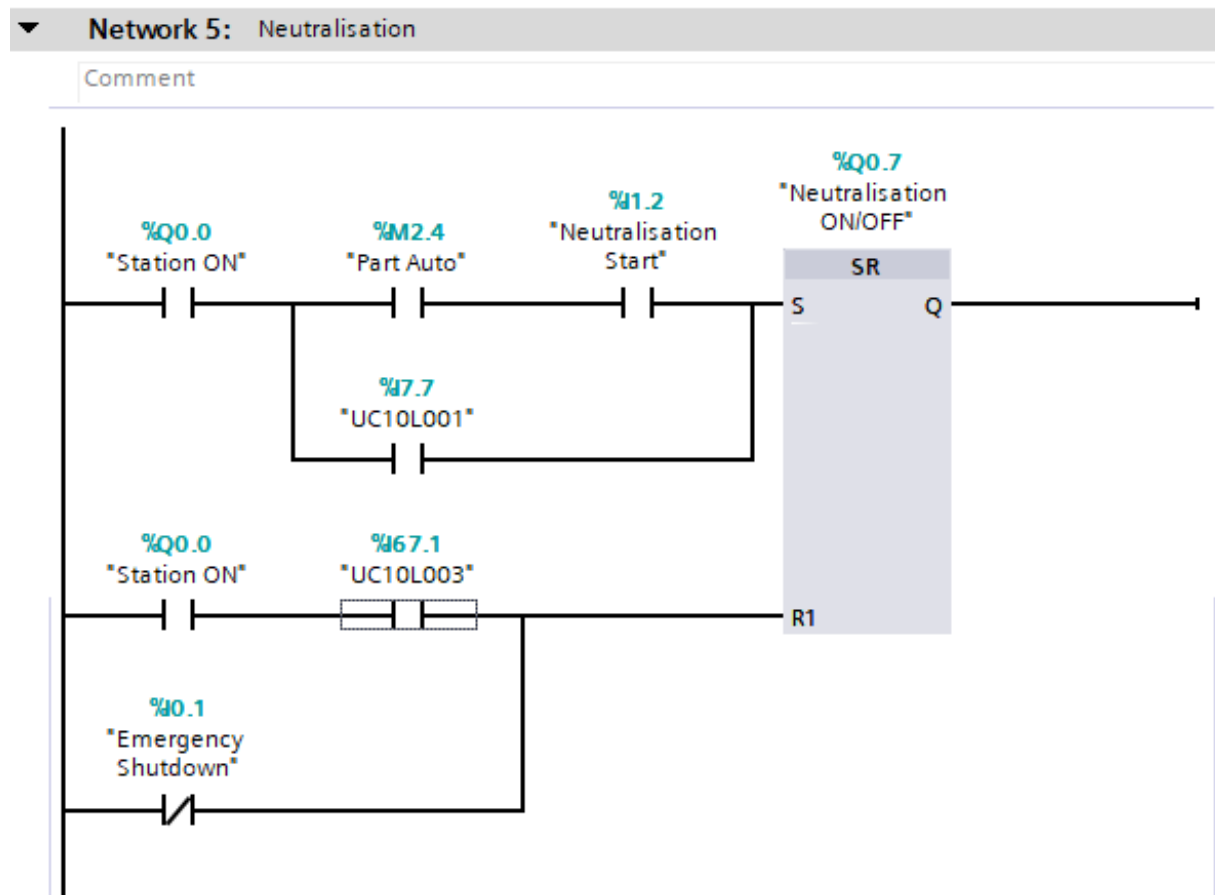 Network 5: Neutralisation
Comment
%Q0.7
"Neutralisation
ON/OFF"
%I1.2
"Neutralisation
Start"
%Q0.0
"Station ON"
%M2.4
"Part Auto"
SR
S
Q
%I7.7
"UC10L001"
%Q0.0
"Station ON"
%I67.1
"UC10L003"
R1
%I0.1
"Emergency
Shutdown"